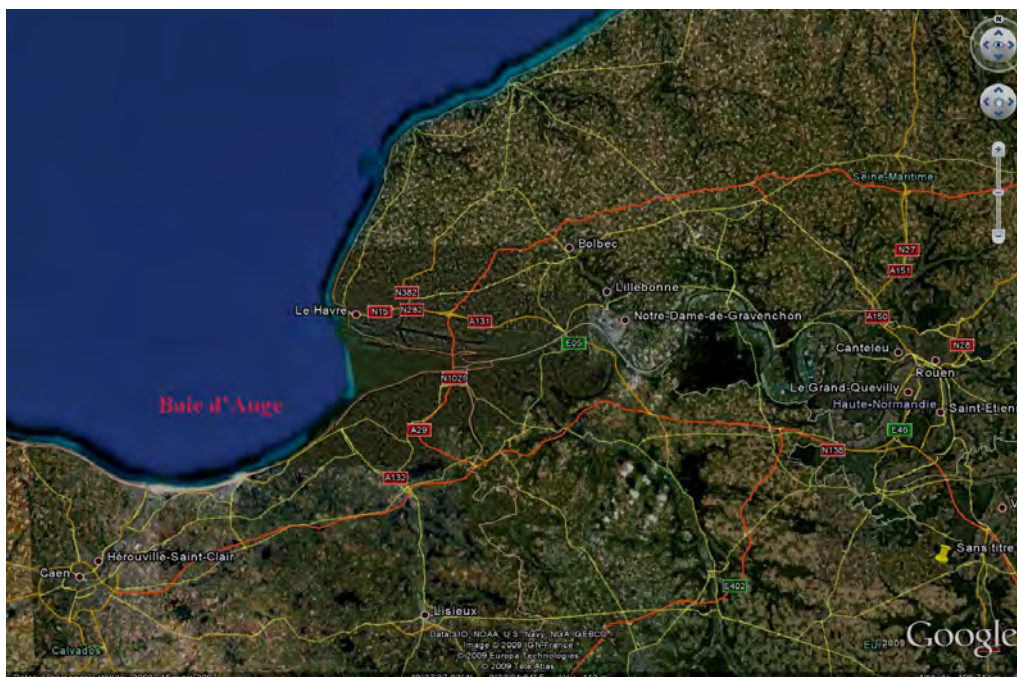 N
Seine-Maritime
Bolbec
N27
A151
Lillebonne
N382
Le Havre
N15
N282
A131
Notre-Dame-de-Gravenchon
A150
E05
Canteleu
N28
Rouen
N1029
Le Grand-Quevilly
Baie d'Auge
Haute-Normandie
Saint-Etien
A29
E46
N138
A132
V
Sans titre
Hérouville-Saint-Clair
Caen
E402
Lisieux
Data SIO, NOAA, U.S. Navy, NGA, GEBCO
Image © 2009 IGN-France
© 2009 Europa Technologies
© 2009 Tele Atlas
Calvados
Eur
©2009 Google